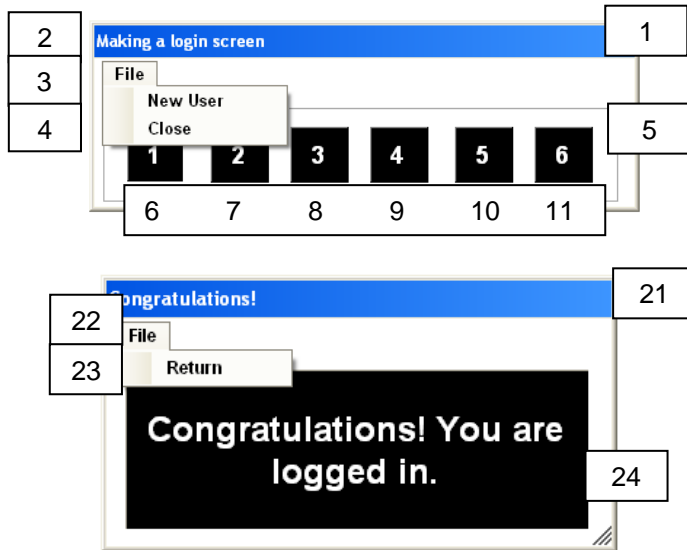 1
2
Making a login screen
3
File
New User
4
Close
5
1 2 3 4 5 6
6 7 8 9 10 11
21
Congratulations!
22
File
23
Return
Congratulations! You are
logged in.
24